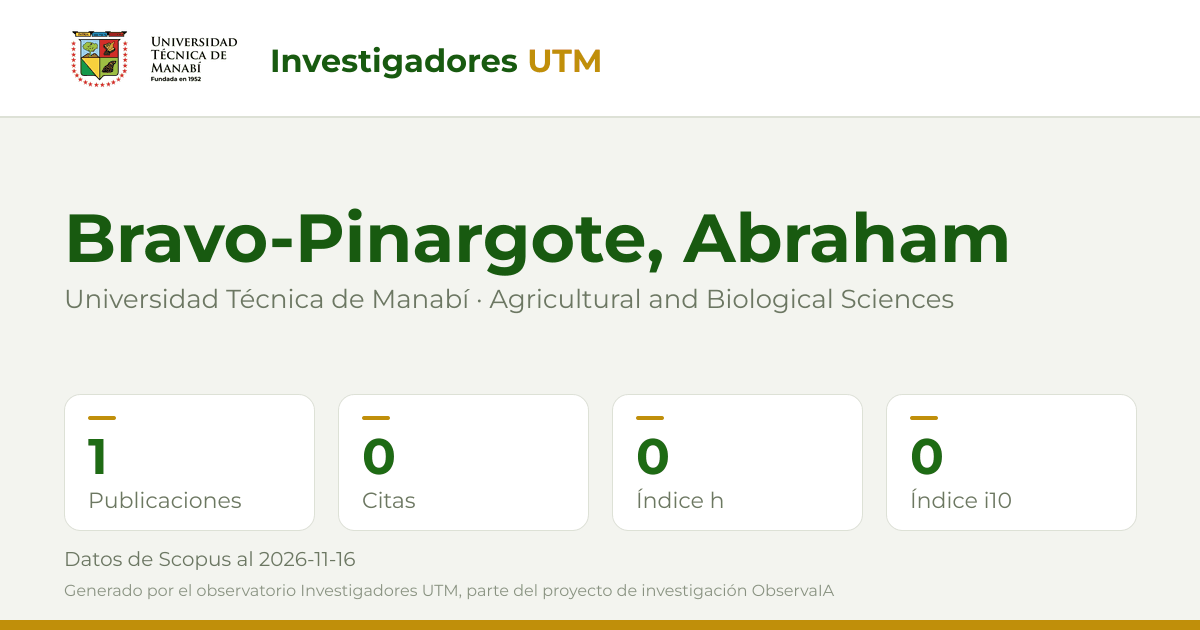 UNIVERSIDAD
TÉCNICA DE
MANABÍ
Fundada en 1952
Investigadores UTM
Bravo-Pinargote, Abraham
Universidad Técnica de Manabí · Agricultural and Biological Sciences
1
Publicaciones
0
Citas
0
Índice h
0
Índice i10
Datos de Scopus al 2026-11-16
Generado por el observatorio Investigadores UTM, parte del proyecto de investigación ObservaIA